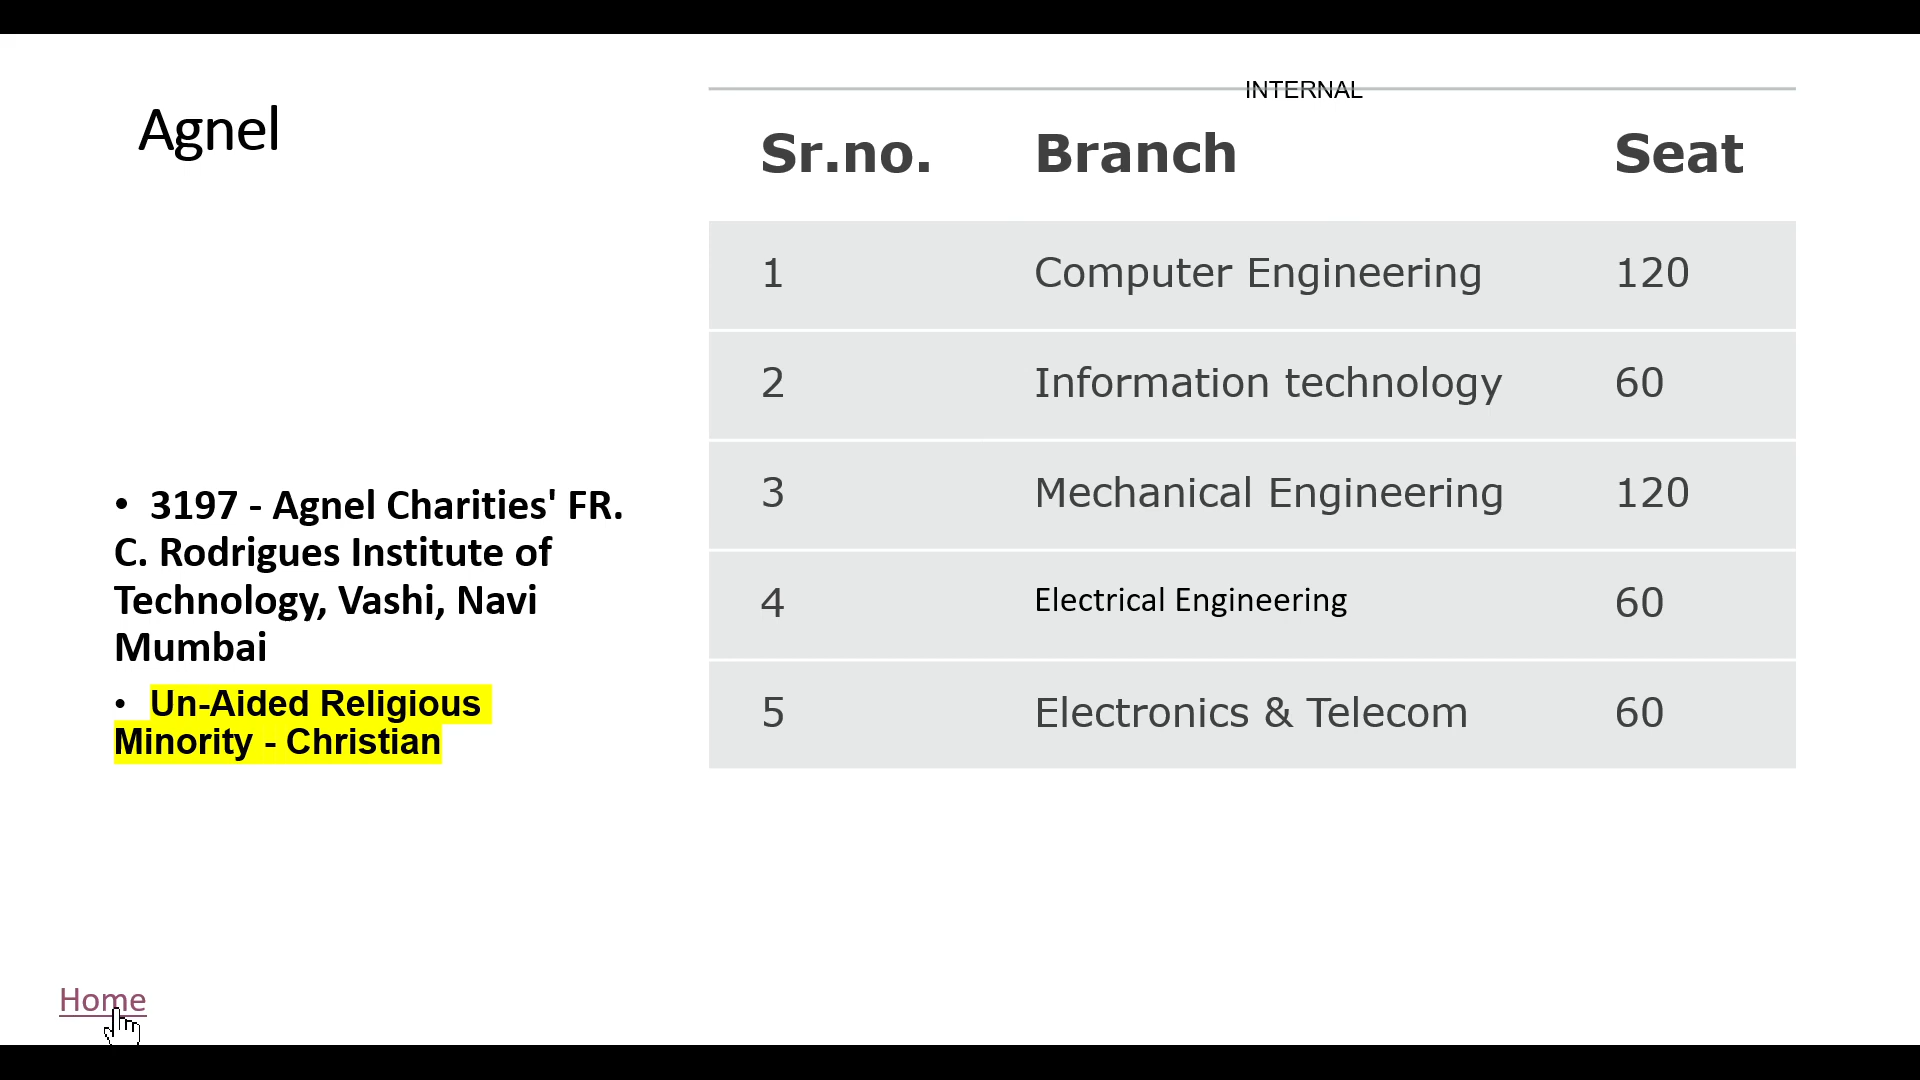 INTERNAL
Agnel
Sr.no. Branch Seat
1 Computer Engineering 120
2 Information technology 60
3 Mechanical Engineering 120
4 Electrical Engineering 60
5 Electronics & Telecom 60
• 3197 - Agnel Charities' FR.
C. Rodrigues Institute of
Technology, Vashi, Navi
Mumbai
• Un-Aided Religious
Minority - Christian
Home